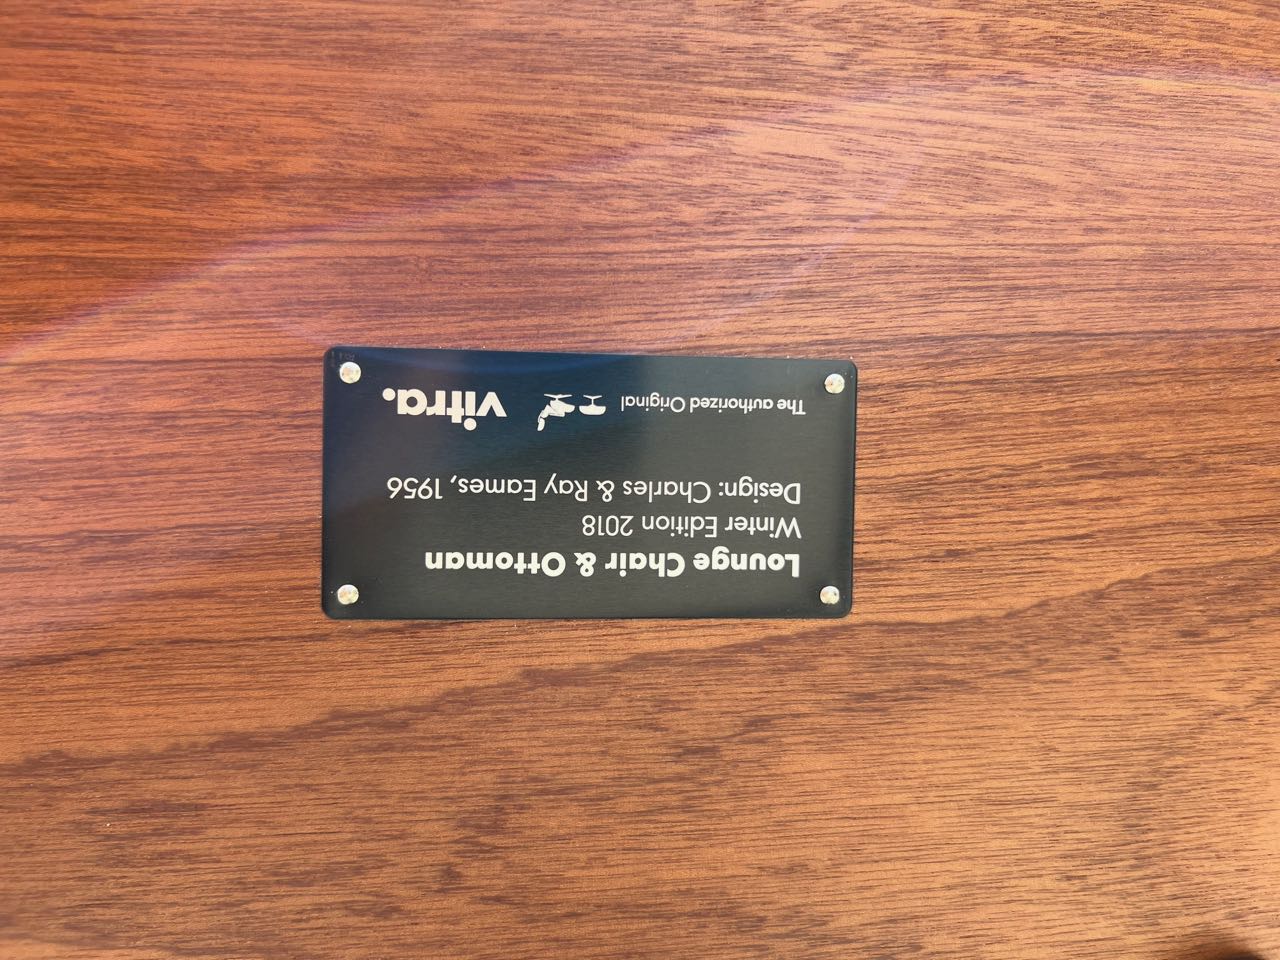 Lounge Chair & Ottoman
Winter Edition 2018
Design: Charles & Ray Eames, 1956
The authorized Original
vitra.